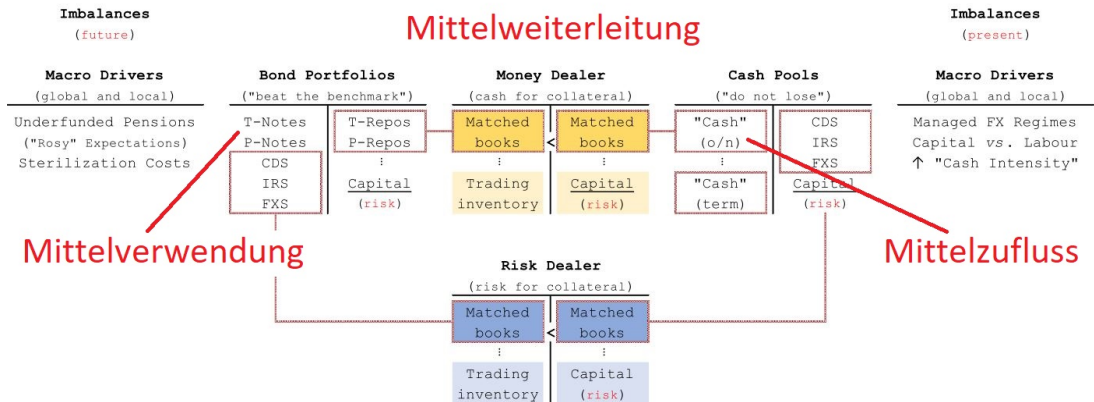 Imbalances
(future)
Mittelweiterleitung
Imbalances
(present)
Macro Drivers
(global and local)
Underfunded Pensions
("Rosy" Expectations)
Sterilization Costs
Bond Portfolios
("beat the benchmark")
T-Notes
P-Notes
CDS
IRS
FXS
T-Repos
P-Repos
⋮
Capital
(risk)
Money Dealer
(cash for collateral)
Matched
books
⋮
Trading
inventory
<
Matched
books
⋮
Capital
(risk)
Cash Pools
("do not lose")
"Cash"
(o/n)
⋮
"Cash"
(term)
CDS
IRS
FXS
Capital
(risk)
Macro Drivers
(global and local)
Managed FX Regimes
Capital vs. Labour
↑ "Cash Intensity"
Mittelverwendung
Mittelzufluss
Risk Dealer
(risk for collateral)
Matched
books
⋮
Trading
inventory
<
Matched
books
⋮
Capital
(risk)